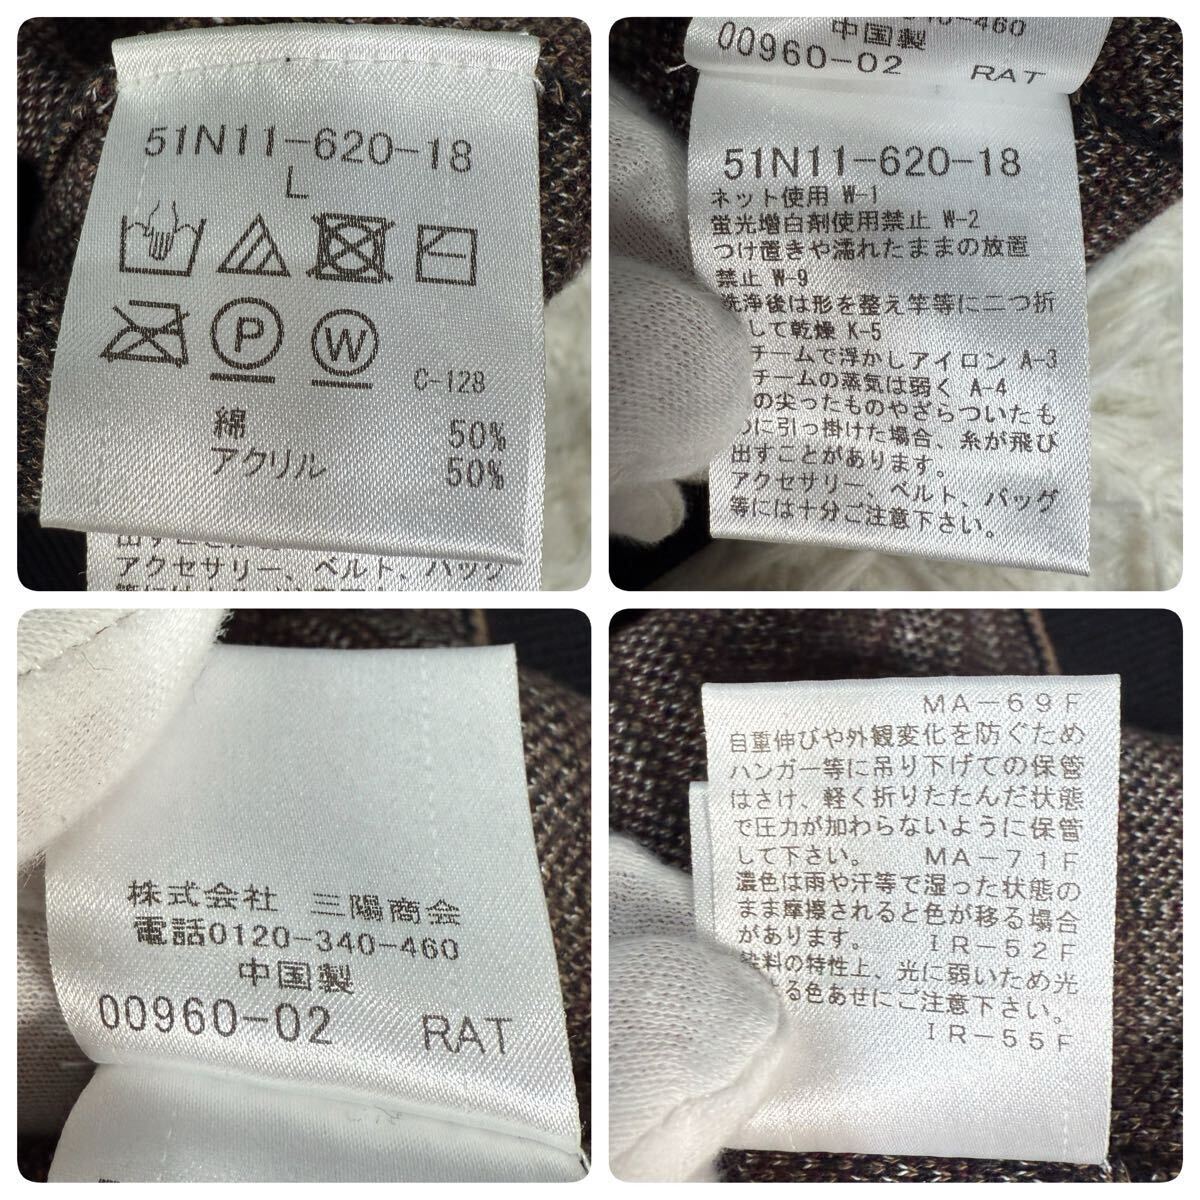 51N11-620-18
L
P
W
C-128
綿 50%
アクリル 50%
アクセサリー、ベルト、バッグ
340-460
中国製
00960-02 RAT
51N11-620-18
ネット使用 W-1
蛍光増白剤使用禁止 W-2
つけ置きや濡れたままの放置
禁止 W-9
洗浄後は形を整え竿等に二つ折
して乾燥 K-5
チームで浮かしアイロン A-3
チームの蒸気は弱く A-4
の尖ったものやざらついたも
のに引っ掛けた場合、糸が飛び
出すことがあります。
アクセサリー、ベルト、バッグ
等には十分ご注意下さい。
株式会社 三陽商会
電話0120-340-460
中国製
00960-02 RAT
MA-69F
自重伸びや外観変化を防ぐため
ハンガー等に吊り下げての保管
はさけ、軽く折りたたんだ状態
で圧力が加わらないように保管
して下さい。 MA-71F
濃色は雨や汗等で湿った状態の
まま摩擦されると色が移る場合
があります。 IR-52F
染料の特性上、光に弱いため光
る色あせにご注意下さい。
IR-55F